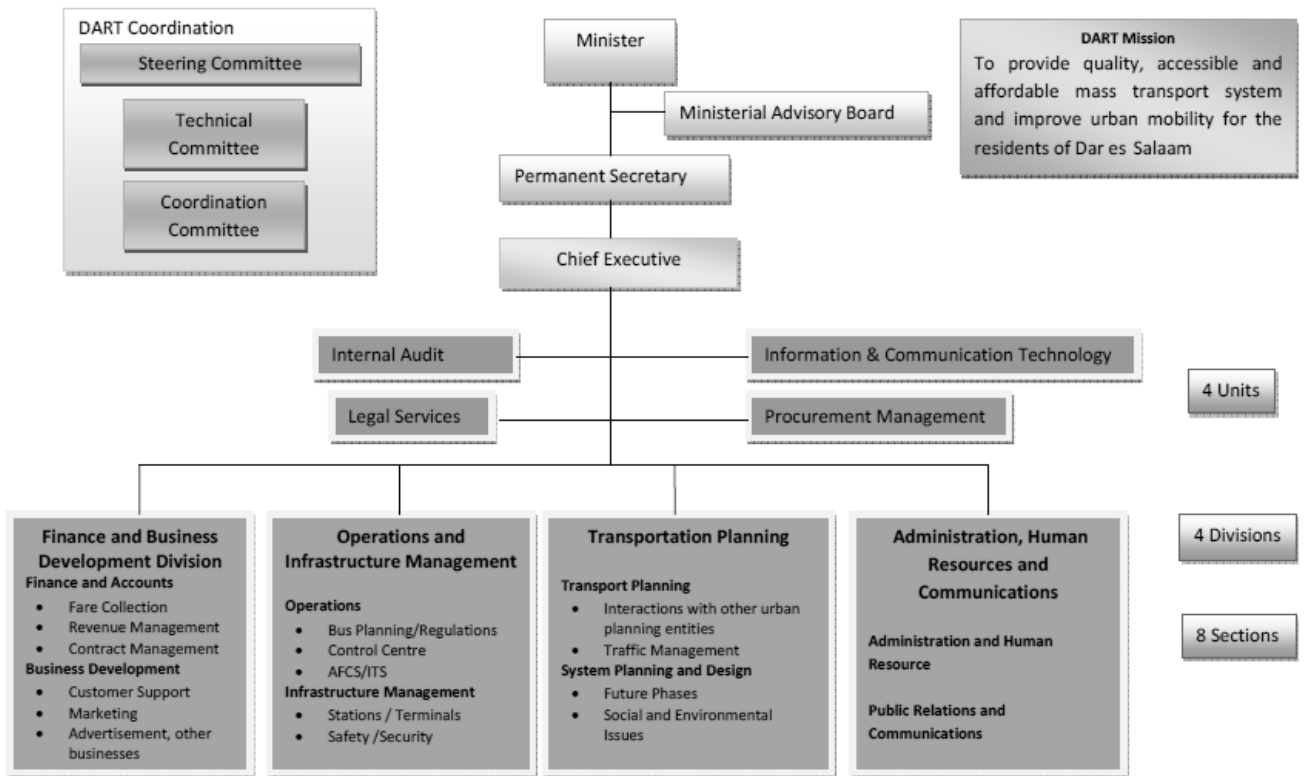 DART Coordination
Steering Committee
Technical
Committee
Coordination
Committee
Minister
Ministerial Advisory Board
Permanent Secretary
Chief Executive
DART Mission
To provide quality, accessible and
affordable mass transport system
and improve urban mobility for the
residents of Dar es Salaam
Internal Audit
Information & Communication Technology
Legal Services
Procurement Management
4 Units
Finance and Business
Development Division
Finance and Accounts
• Fare Collection
• Revenue Management
• Contract Management
Business Development
• Customer Support
• Marketing
• Advertisement, other
businesses
Operations and
Infrastructure Management
Operations
• Bus Planning/Regulations
• Control Centre
• AFCS/ITS
Infrastructure Management
• Stations / Terminals
• Safety /Security
Transportation Planning
Transport Planning
• Interactions with other urban
planning entities
• Traffic Management
System Planning and Design
• Future Phases
• Social and Environmental
Issues
Administration, Human
Resources and
Communications
Administration and Human
Resource
Public Relations and
Communications
4 Divisions
8 Sections